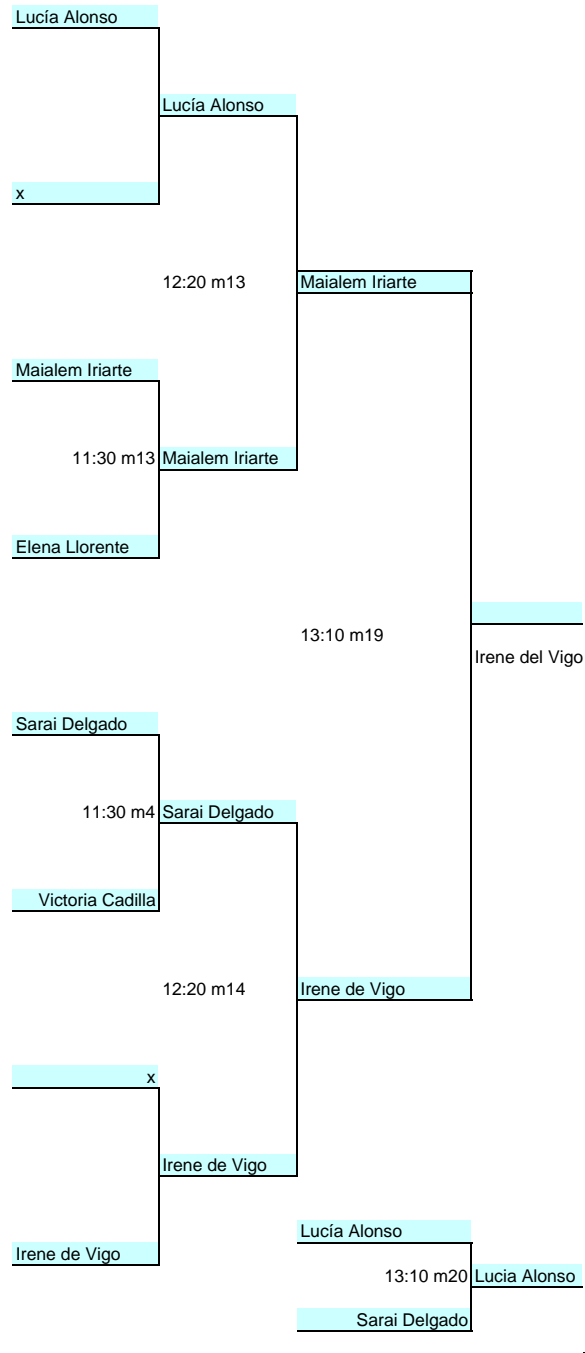 Lucía Alonso
Lucía Alonso
x
12:20 m13
Maialem Iriarte
Maialem Iriarte
11:30 m13
Maialem Iriarte
Elena Llorente
13:10 m19
Irene del Vigo
Sarai Delgado
11:30 m4
Sarai Delgado
Victoria Cadilla
12:20 m14
Irene de Vigo
x
Irene de Vigo
Lucía Alonso
Irene de Vigo
13:10 m20
Lucia Alonso
Sarai Delgado